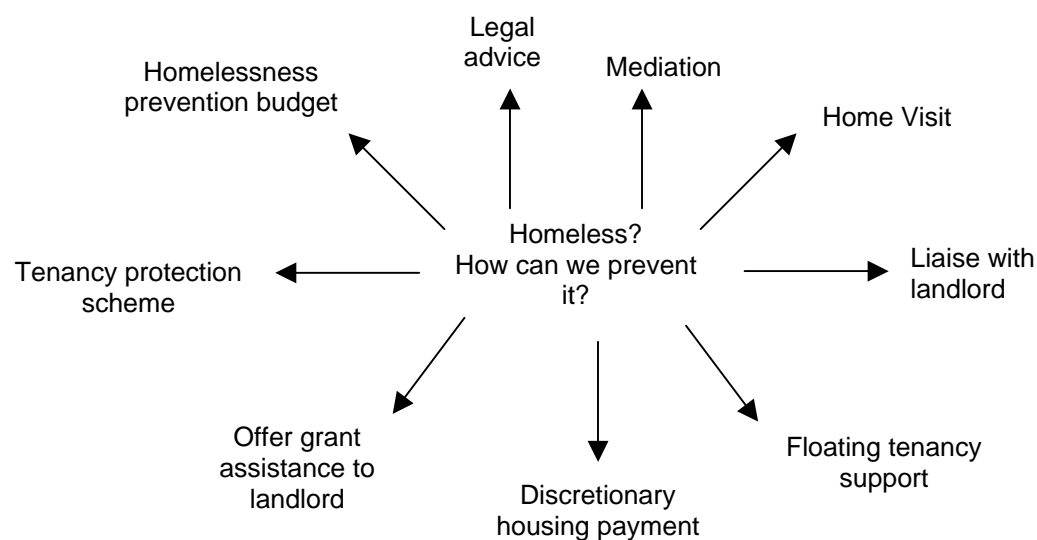 Legal
advice
Mediation
Homelessness
prevention budget
Home Visit
Homeless?
How can we prevent
it?
Tenancy protection
scheme
Liaise with
landlord
Offer grant
assistance to
landlord
Discretionary
housing payment
Floating tenancy
support